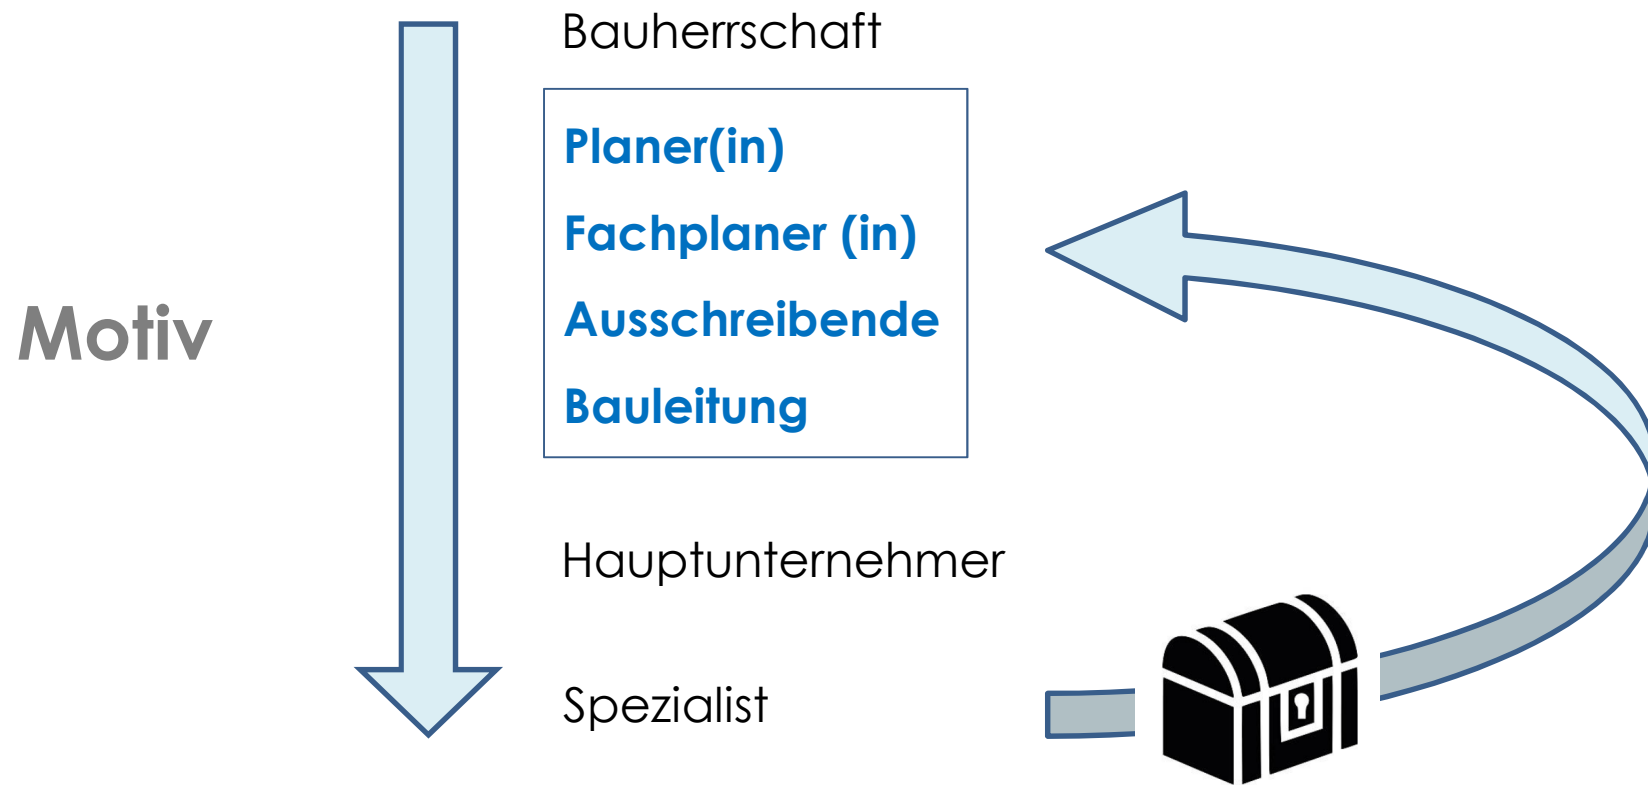 Bauherrschaft
Planer(in)
Fachplaner (in)
Ausschreibende
Motiv
Bauleitung
Hauptunternehmer
Spezialist